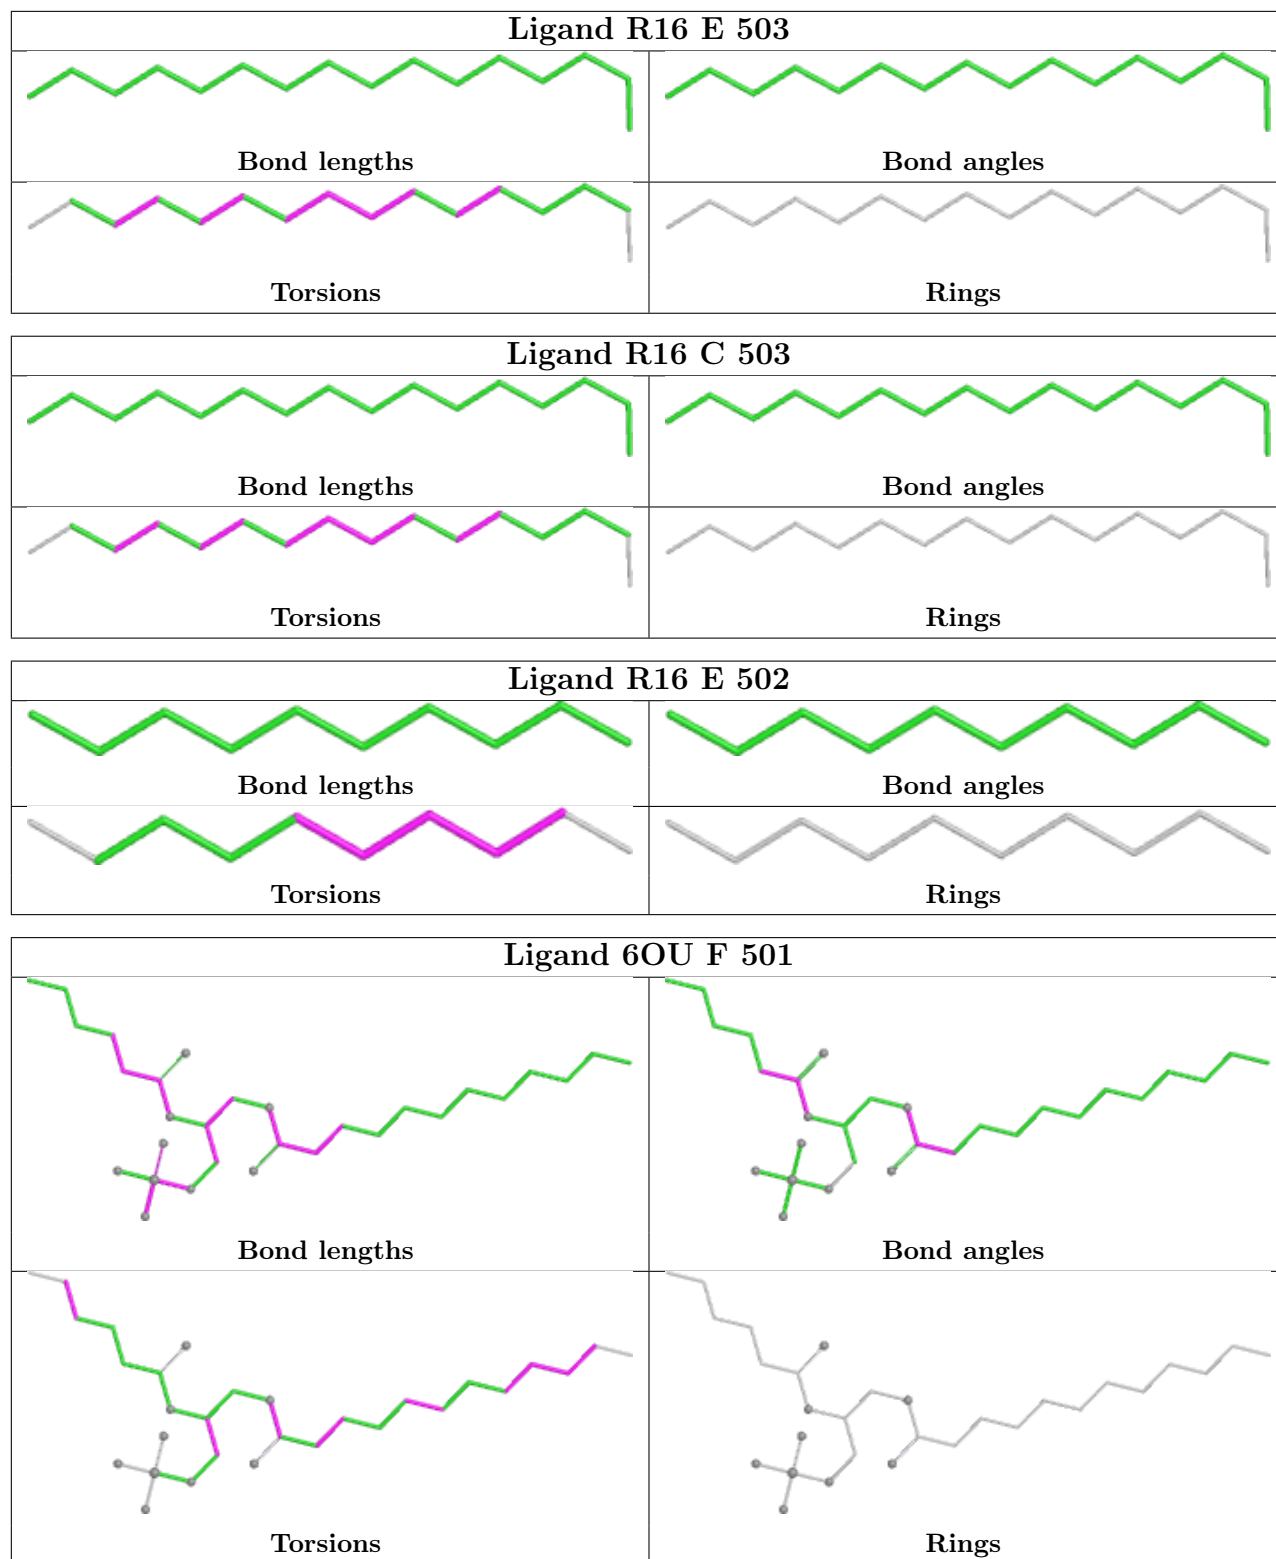 Ligand R16 E 503
Bond lengths
Bond angles
Torsions
Rings
Ligand R16 C 503
Bond lengths
Bond angles
Torsions
Rings
Ligand R16 E 502
Bond lengths
Bond angles
Torsions
Rings
Ligand 6OU F 501
Bond lengths
Bond angles
Torsions
Rings